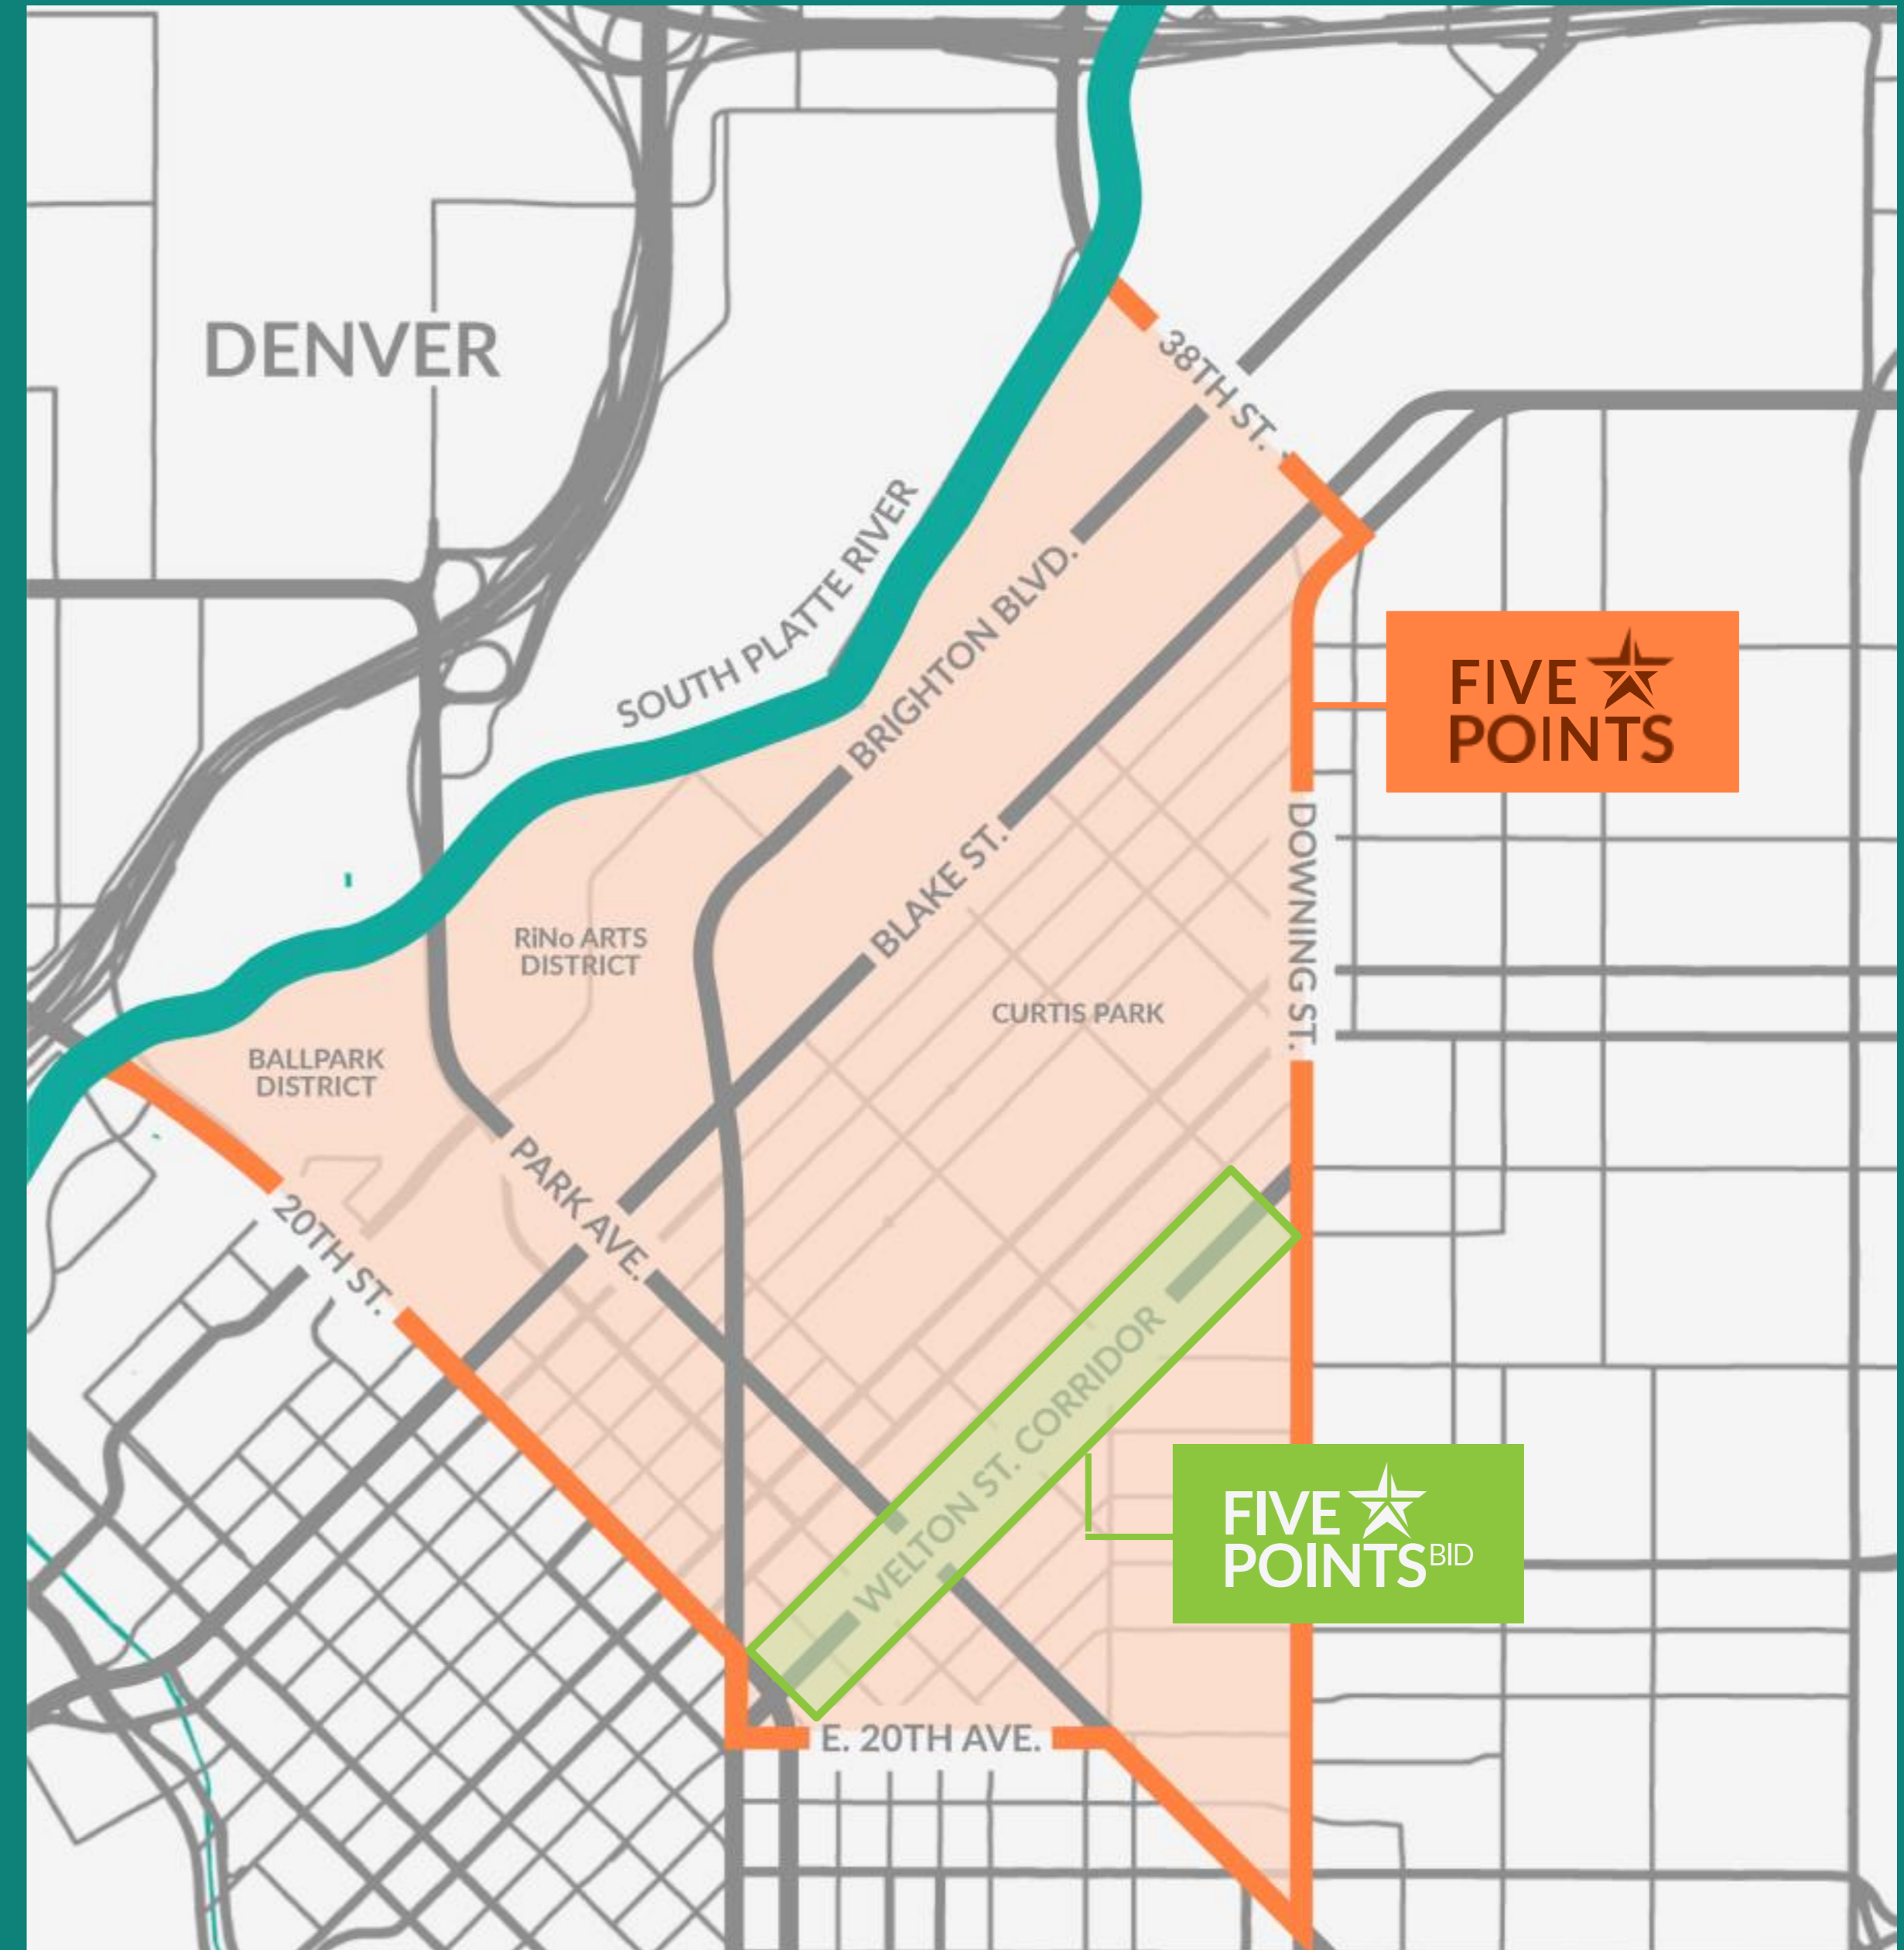 DENVER
38TH ST.
SOUTH PLATTE RIVER
BRIGHTON BLVD.
FIVE
POINTS
BLAKE ST.
DOWNING ST.
RiNo ARTS
DISTRICT
CURTIS PARK
BALLPARK
DISTRICT
PARK AVE.
20TH ST.
WELTON ST. CORRIDOR
FIVE
POINTS BID
E. 20TH AVE.